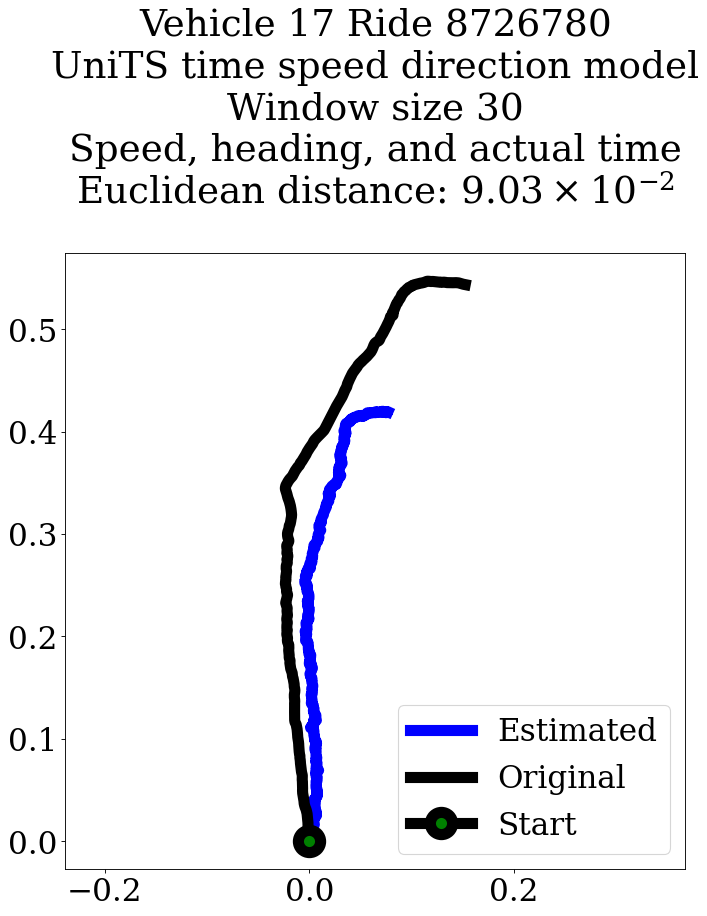 Vehicle 17 Ride 8726780
UniTS time speed direction model
Window size 30
Speed, heading, and actual time
Euclidean distance: 9.03 × 10⁻²
0.5
0.4
0.3
0.2
0.1
0.0
−0.2 0.0 0.2
Estimated
Original
Start